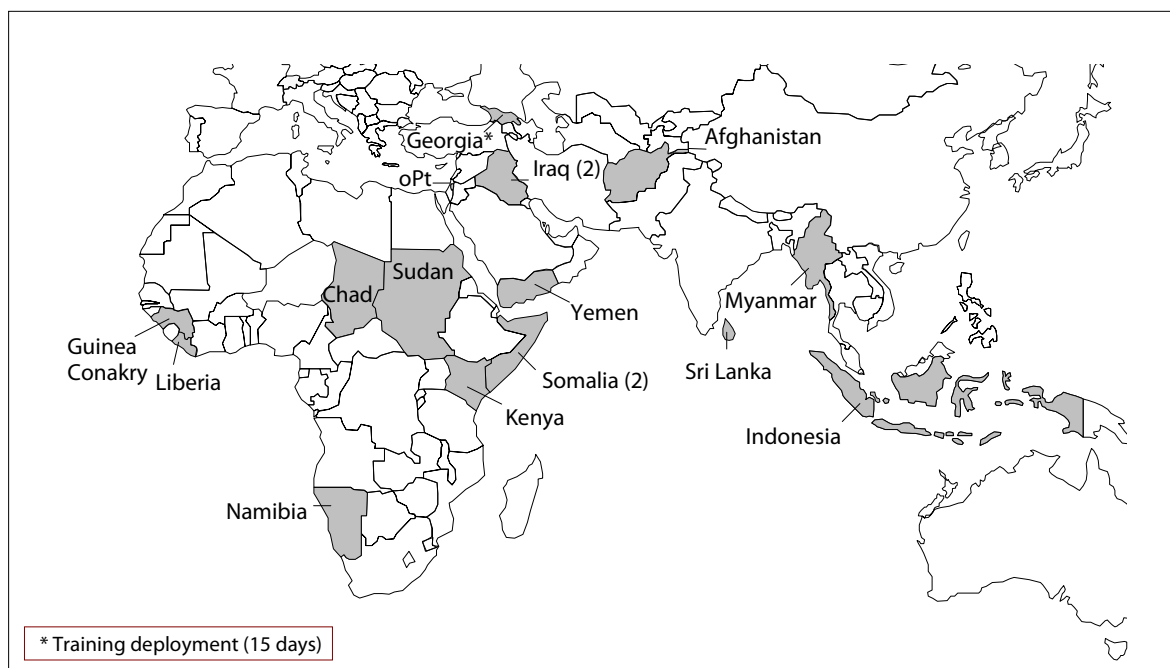 Georgia*
Afghanistan
Iraq (2)
oPt
Sudan
Chad
Myanmar
Yemen
Guinea
Conakry
Liberia
Somalia (2)
Sri Lanka
Kenya
Indonesia
Namibia
* Training deployment (15 days)